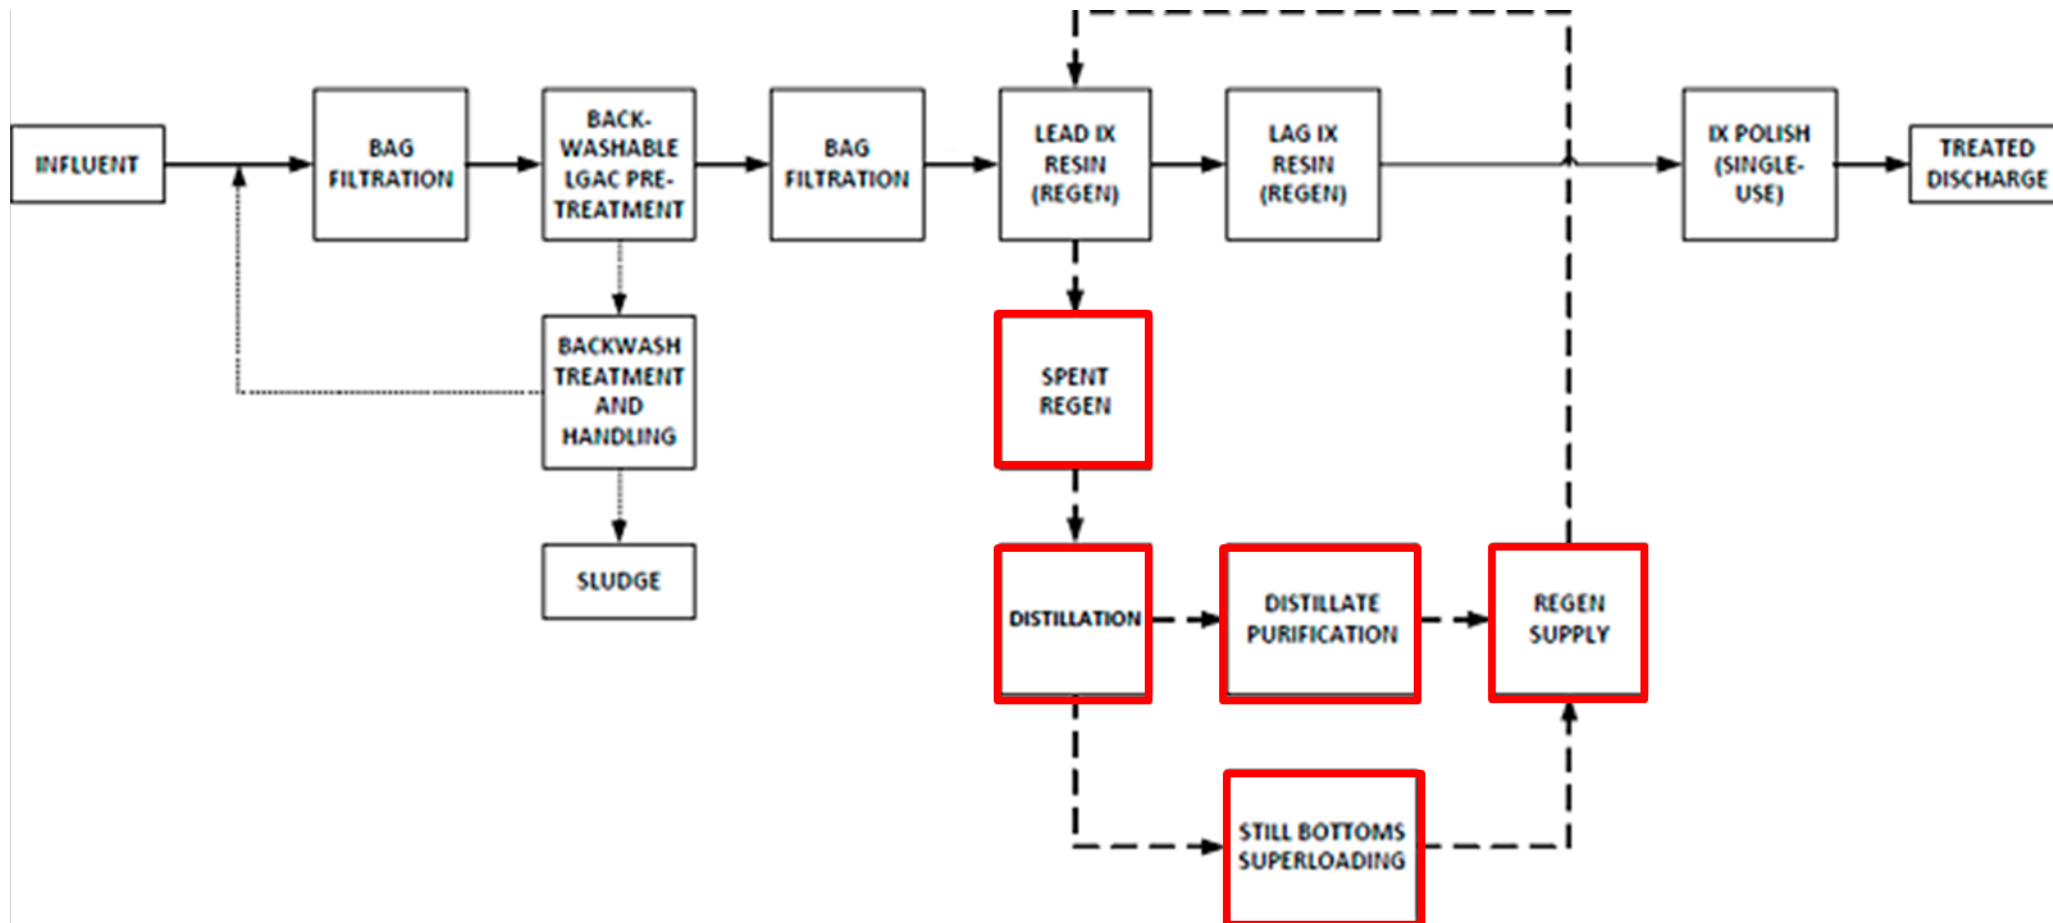 INFLUENT
BAG
FILTRATION
BACK-
WASHABLE
LGAC PRE-
TREATMENT
BAG
FILTRATION
LEAD IX
RESIN
(REGEN)
LAG IX
RESIN
(REGEN)
IX POLISH
(SINGLE-
USE)
TREATED
DISCHARGE
BACKWASH
TREATMENT
AND
HANDLING
SPENT
REGEN
SLUDGE
DISTILLATION
DISTILLATE
PURIFICATION
REGEN
SUPPLY
STILL BOTTOMS
SUPERLOADING